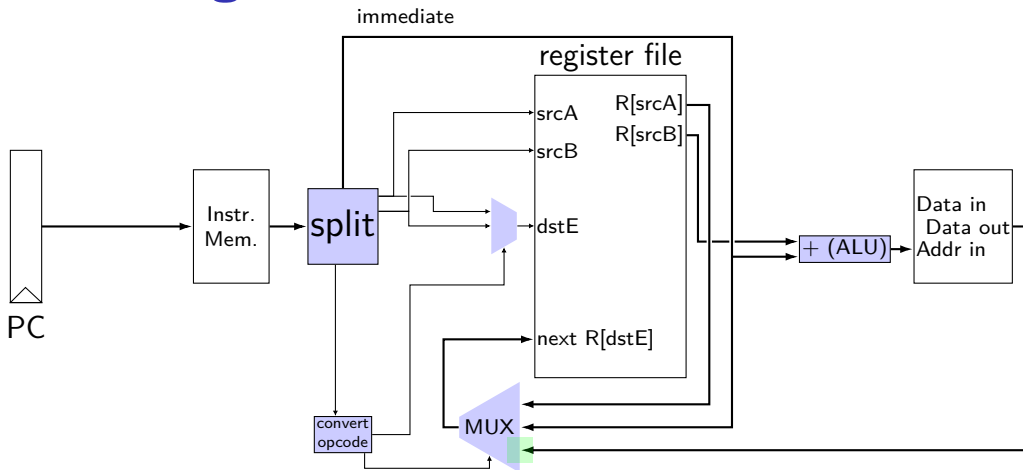 immediate
register file
srcA
R[srcA]
srcB
R[srcB]
Instr.
Mem.
split
dstE
Data in
Data out
Addr in
+ (ALU)
PC
next R[dstE]
convert
opcode
MUX